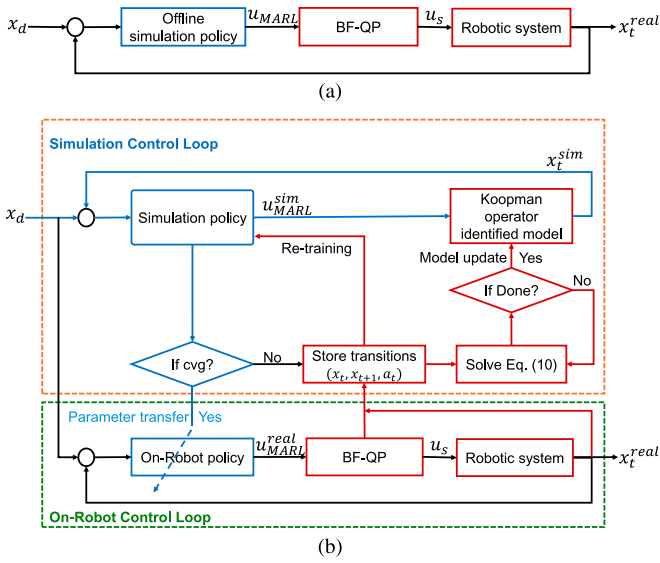 x_d
Offline
simulation policy
u_MARL
BF-QP
u_s
Robotic system
x_t^real
(a)
Simulation Control Loop
x_t^sim
x_d
Simulation policy
u_MARL^sim
Koopman
operator
identified model
Re-training
Model update
Yes
If Done?
No
If cvg?
No
Store transitions
(x_t, x_{t+1}, a_t)
Solve Eq. (10)
Parameter transfer
Yes
On-Robot policy
u_MARL^real
BF-QP
u_s
Robotic system
x_t^real
On-Robot Control Loop
(b)